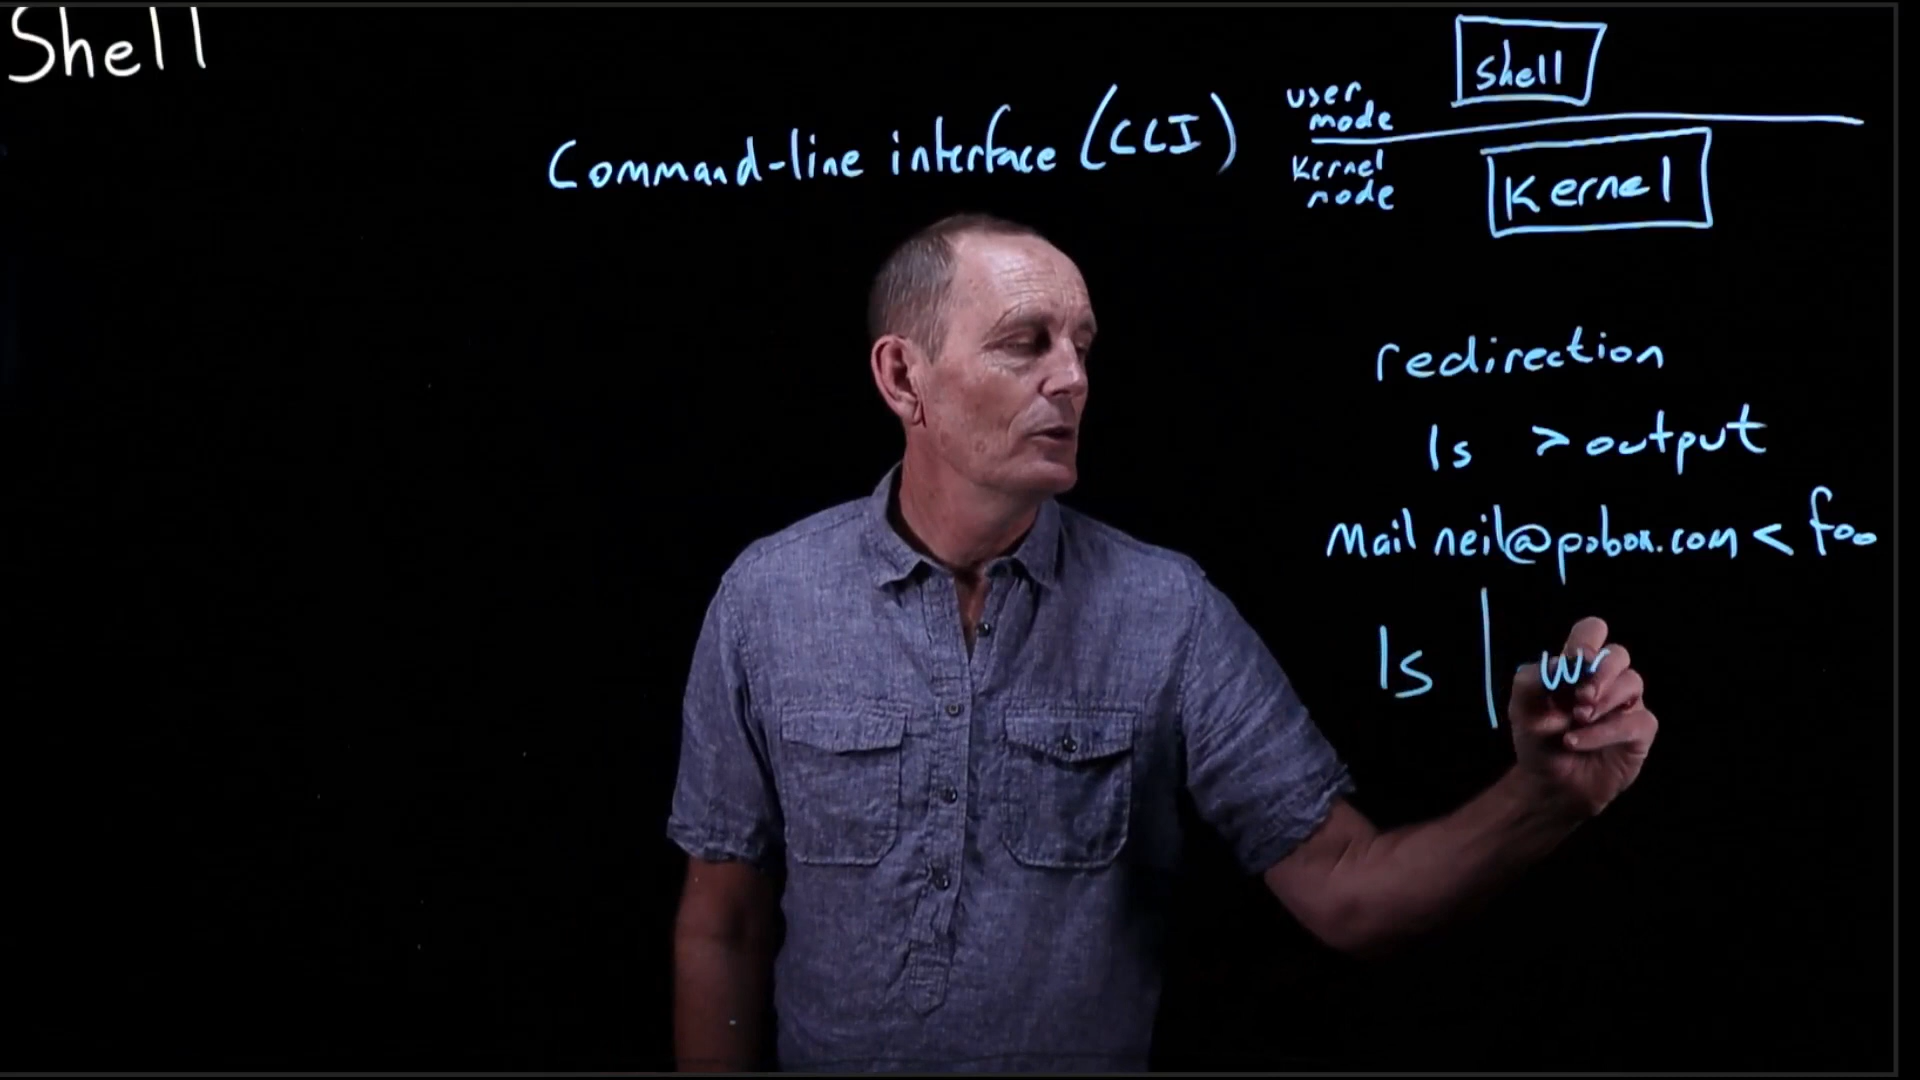 Shell
Command-line interface (CLI)
user
mode
Shell
Kernel
node
Kernel
redirection
ls > output
Mail neil@pobox.com < foo
ls |